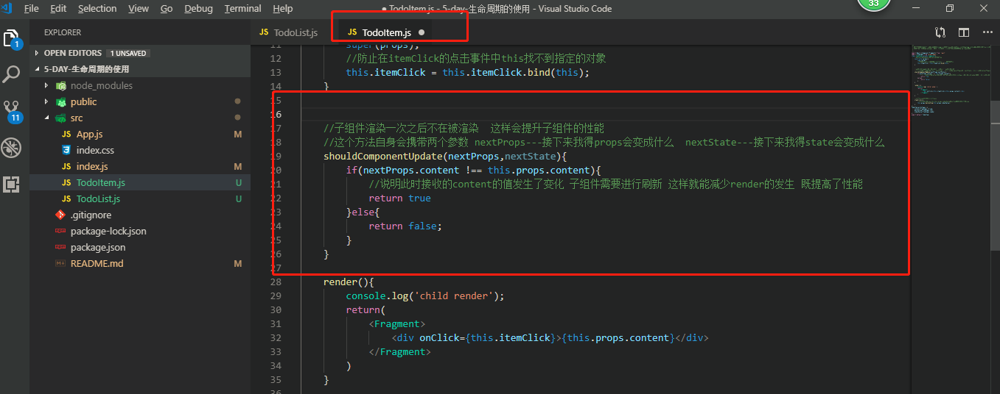 File Edit Selection View Go Debug Terminal Help
● TodoItem.js - 5-day-生命周期的使用 - Visual Studio Code
33
EXPLORER
JS TodoList.js
JS TodoItem.js ●
1
OPEN EDITORS 1 UNSAVED
5-DAY-生命周期的使用
node_modules
public
src
JS App.js M
index.css
JS index.js M
JS TodoItem.js U
JS TodoList.js U
.gitignore
package-lock.json
package.json
README.md M
11
11 super(props);
12 //防止在itemClick的点击事件中this找不到指定的对象
13 this.itemClick = this.itemClick.bind(this);
14 }
15
16
17 //子组件渲染一次之后不在被渲染 这样会提升子组件的性能
18 //这个方法自身会携带两个参数 nextProps---接下来我得props会变成什么 nextState---接下来我得state会变成什么
19 shouldComponentUpdate(nextProps,nextState){
20 if(nextProps.content !== this.props.content){
21 //说明此时接收的content的值发生了变化 子组件需要进行刷新 这样就能减少render的发生 既提高了性能
22 return true
23 }else{
24 return false;
25 }
26 }
27
28 render(){
29 console.log('child render');
30 return(
31 <Fragment>
32 <div onClick={this.itemClick}>{this.props.content}</div>
33 </Fragment>
34 )
35 }
36